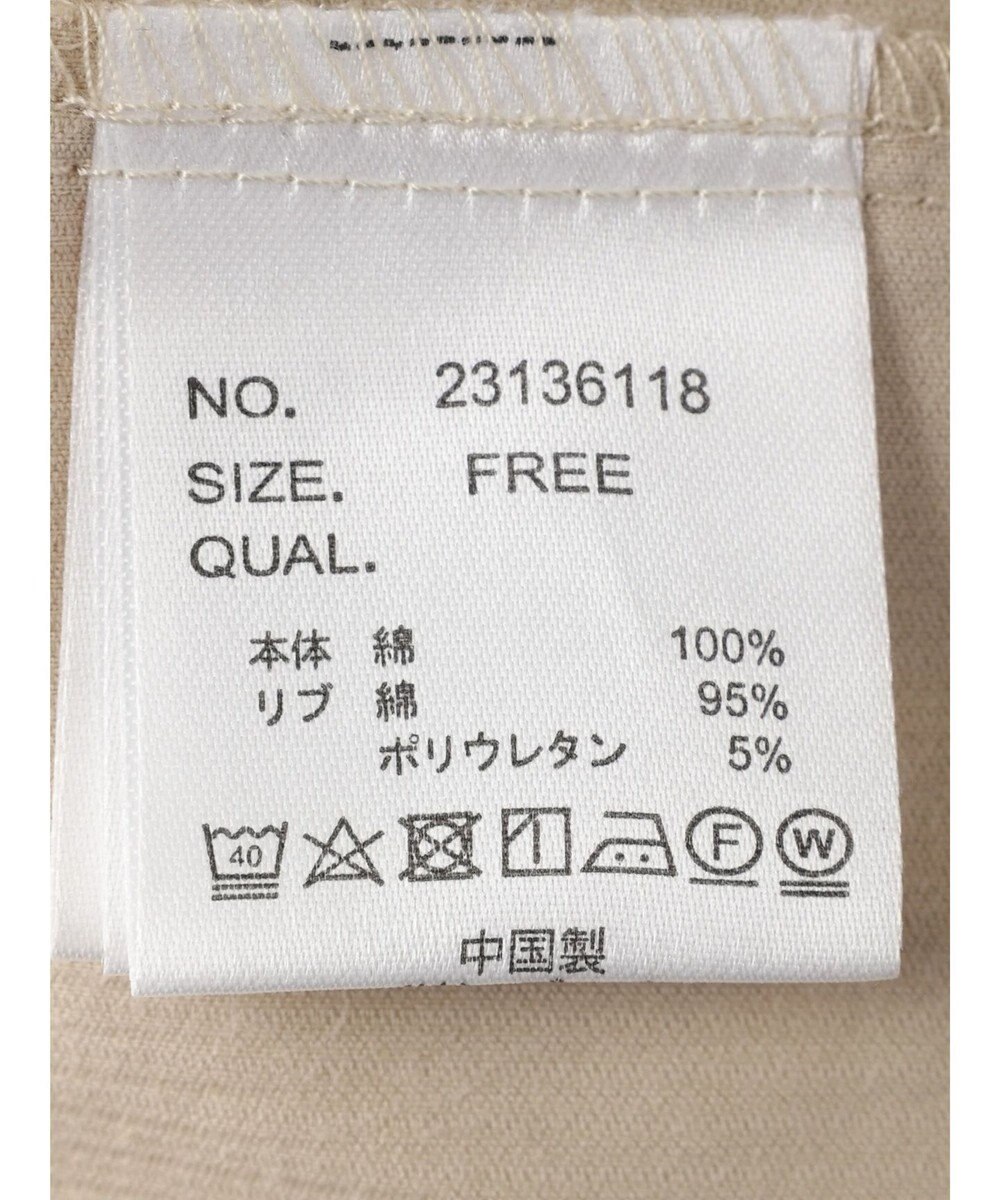 NO. 23136118
SIZE. FREE
QUAL.
本体 綿 100%
リブ 綿 95%
ポリウレタン 5%
40 F W
中国製